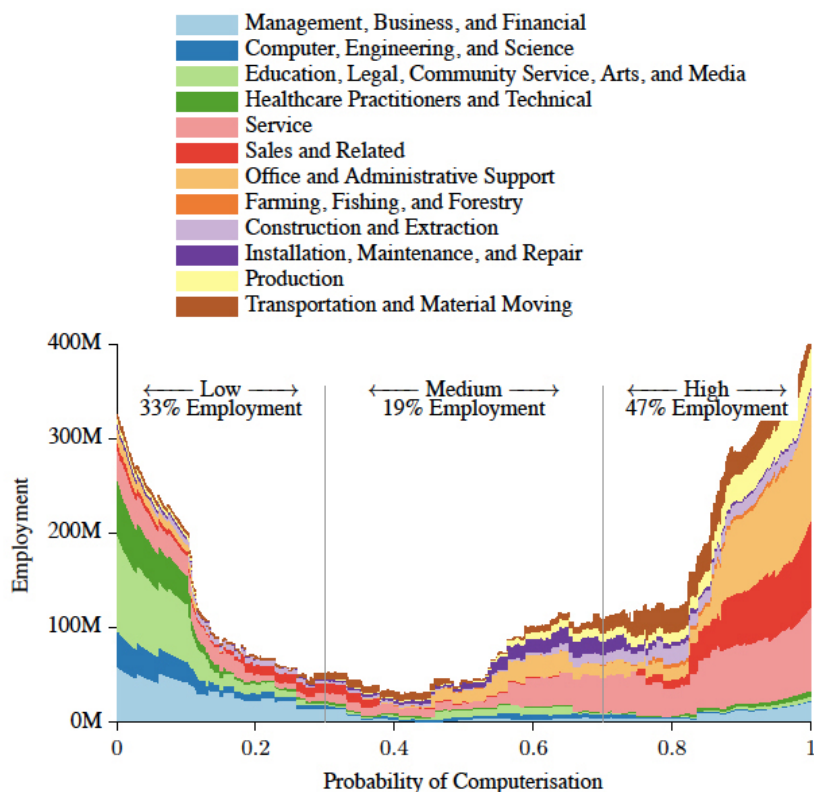 Management, Business, and Financial
Computer, Engineering, and Science
Education, Legal, Community Service, Arts, and Media
Healthcare Practitioners and Technical
Service
Sales and Related
Office and Administrative Support
Farming, Fishing, and Forestry
Construction and Extraction
Installation, Maintenance, and Repair
Production
Transportation and Material Moving
400M
300M
200M
100M
0M
Employment
←—— Low ——→
33% Employment
←—— Medium ——→
19% Employment
←—— High ——→
47% Employment
0 0.2 0.4 0.6 0.8 1
Probability of Computerisation